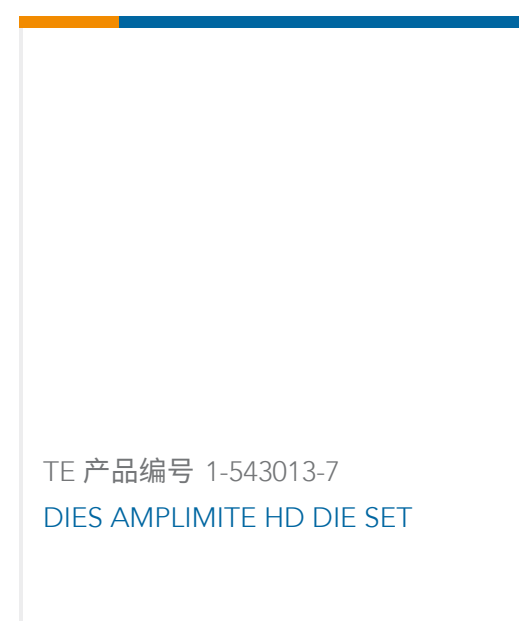 TE 产品编号 1-543013-7
DIES AMPLIMITE HD DIE SET